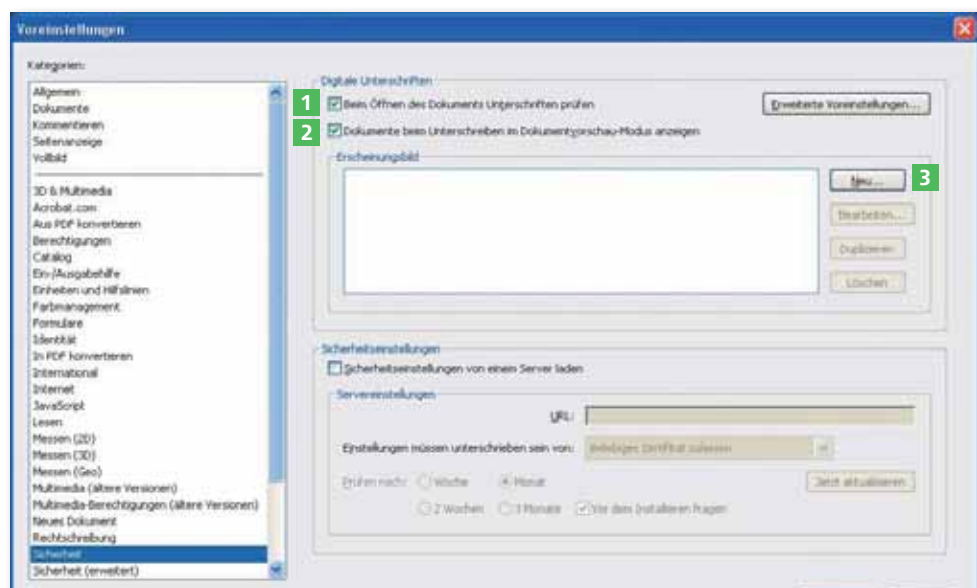 Voreinstellungen
Kategorien:
Allgemein
Dokumente
Kommentieren
Seitenanzeige
Vollbild
3D & Multimedia
Acrobat.com
Aus PDF konvertieren
Berechtigungen
Catalog
Ein-/Ausgabehilfe
Einheiten und Hilfslinien
Farbmanagement
Formulare
Identität
In PDF konvertieren
International
Internet
JavaScript
Lesen
Messen (2D)
Messen (3D)
Messen (Geo)
Multimedia (ältere Versionen)
Multimedia-Berechtigungen (ältere Versionen)
Neues Dokument
Rechtschreibung
Sicherheit
Sicherheit (erweitert)
Digitale Unterschriften
1 Beim Öffnen des Dokuments Unterschriften prüfen
Erweiterte Voreinstellungen...
2 Dokumente beim Unterschreiben im Dokumentvorschau-Modus anzeigen
Erscheinungsbild
Neu... 3
Bearbeiten...
Duplizieren
Löschen
Sicherheitseinstellungen
Sicherheitseinstellungen von einem Server laden
Servereinstellungen
URL:
Einstellungen müssen unterschrieben sein von: Beliebiges Zertifikat zulassen
Prüfen nach: Woche Monat Jetzt aktualisieren
2 Wochen 3 Monate Vor dem Installieren fragen